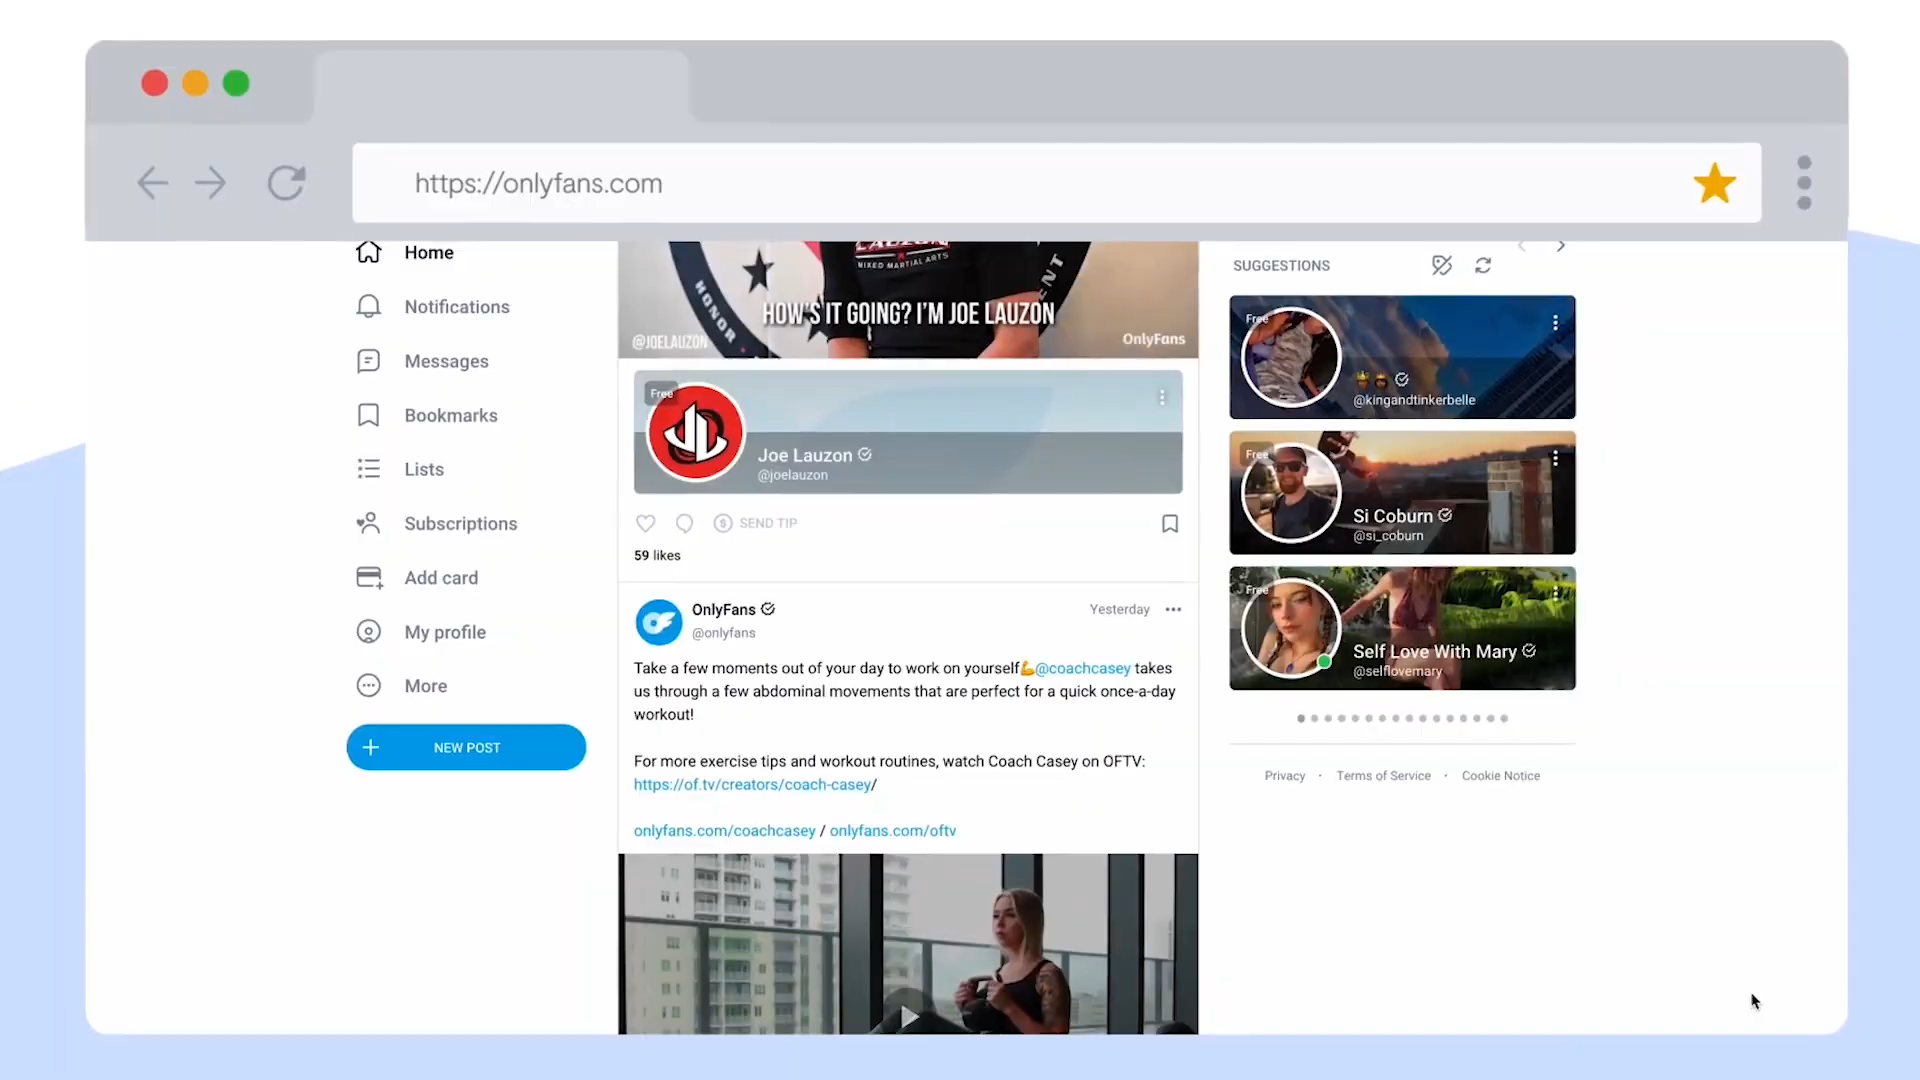 https://onlyfans.com
Home
Notifications
Messages
Bookmarks
Lists
Subscriptions
Add card
My profile
More
NEW POST
MIXED MARTIAL ARTS
HONOR
HOW'S IT GOING? I'M JOE LAUZON
@JOELAUZON
OnlyFans
Free
Joe Lauzon
@joelauzon
SEND TIP
59 likes
OnlyFans
@onlyfans
Yesterday
Take a few moments out of your day to work on yourself💪@coachcasey takes
us through a few abdominal movements that are perfect for a quick once-a-day
workout!
For more exercise tips and workout routines, watch Coach Casey on OFTV:
https://of.tv/creators/coach-casey/
onlyfans.com/coachcasey / onlyfans.com/oftv
SUGGESTIONS
Free
@kingandtinkerbelle
Free
Si Coburn
@si_coburn
Free
Self Love With Mary
@selflovemary
Privacy · Terms of Service · Cookie Notice